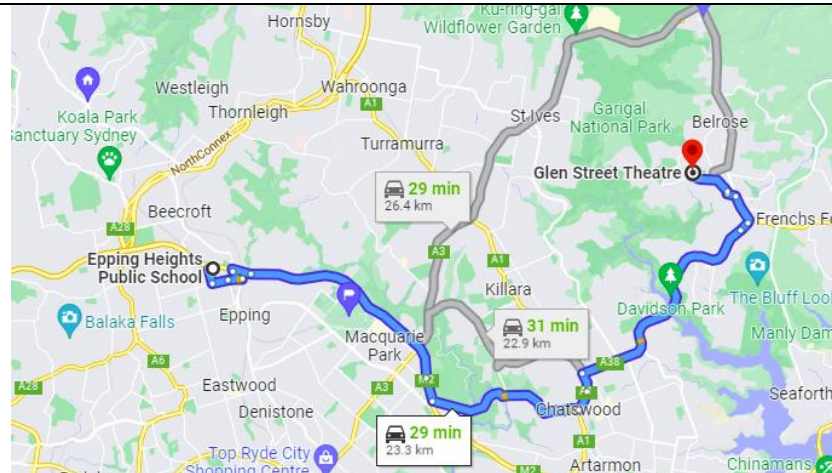 Hornsby
Ku-ring-gai
Wildflower Garden
Westleigh
Koala Park
Sanctuary Sydney
Thornleigh
Wahroonga
A1
St Ives
Garigal
National Park
Belrose
Turramurra
NorthConnex
Glen Street Theatre
29 min
26.4 km
Beecroft
A28
Frenchs Fo
A3
A1
Epping Heights
Public School
Killara
Davidson Park
The Bluff Look
Balaka Falls
Epping
31 min
22.9 km
Manly Dam
Macquarie
Park
A6
A38
A28
Eastwood
A3
M2
Seaforth
Denistone
Chatswood
29 min
23.3 km
A1
Top Ryde City
Shopping Centre
M2
Artarmon
Chinamans